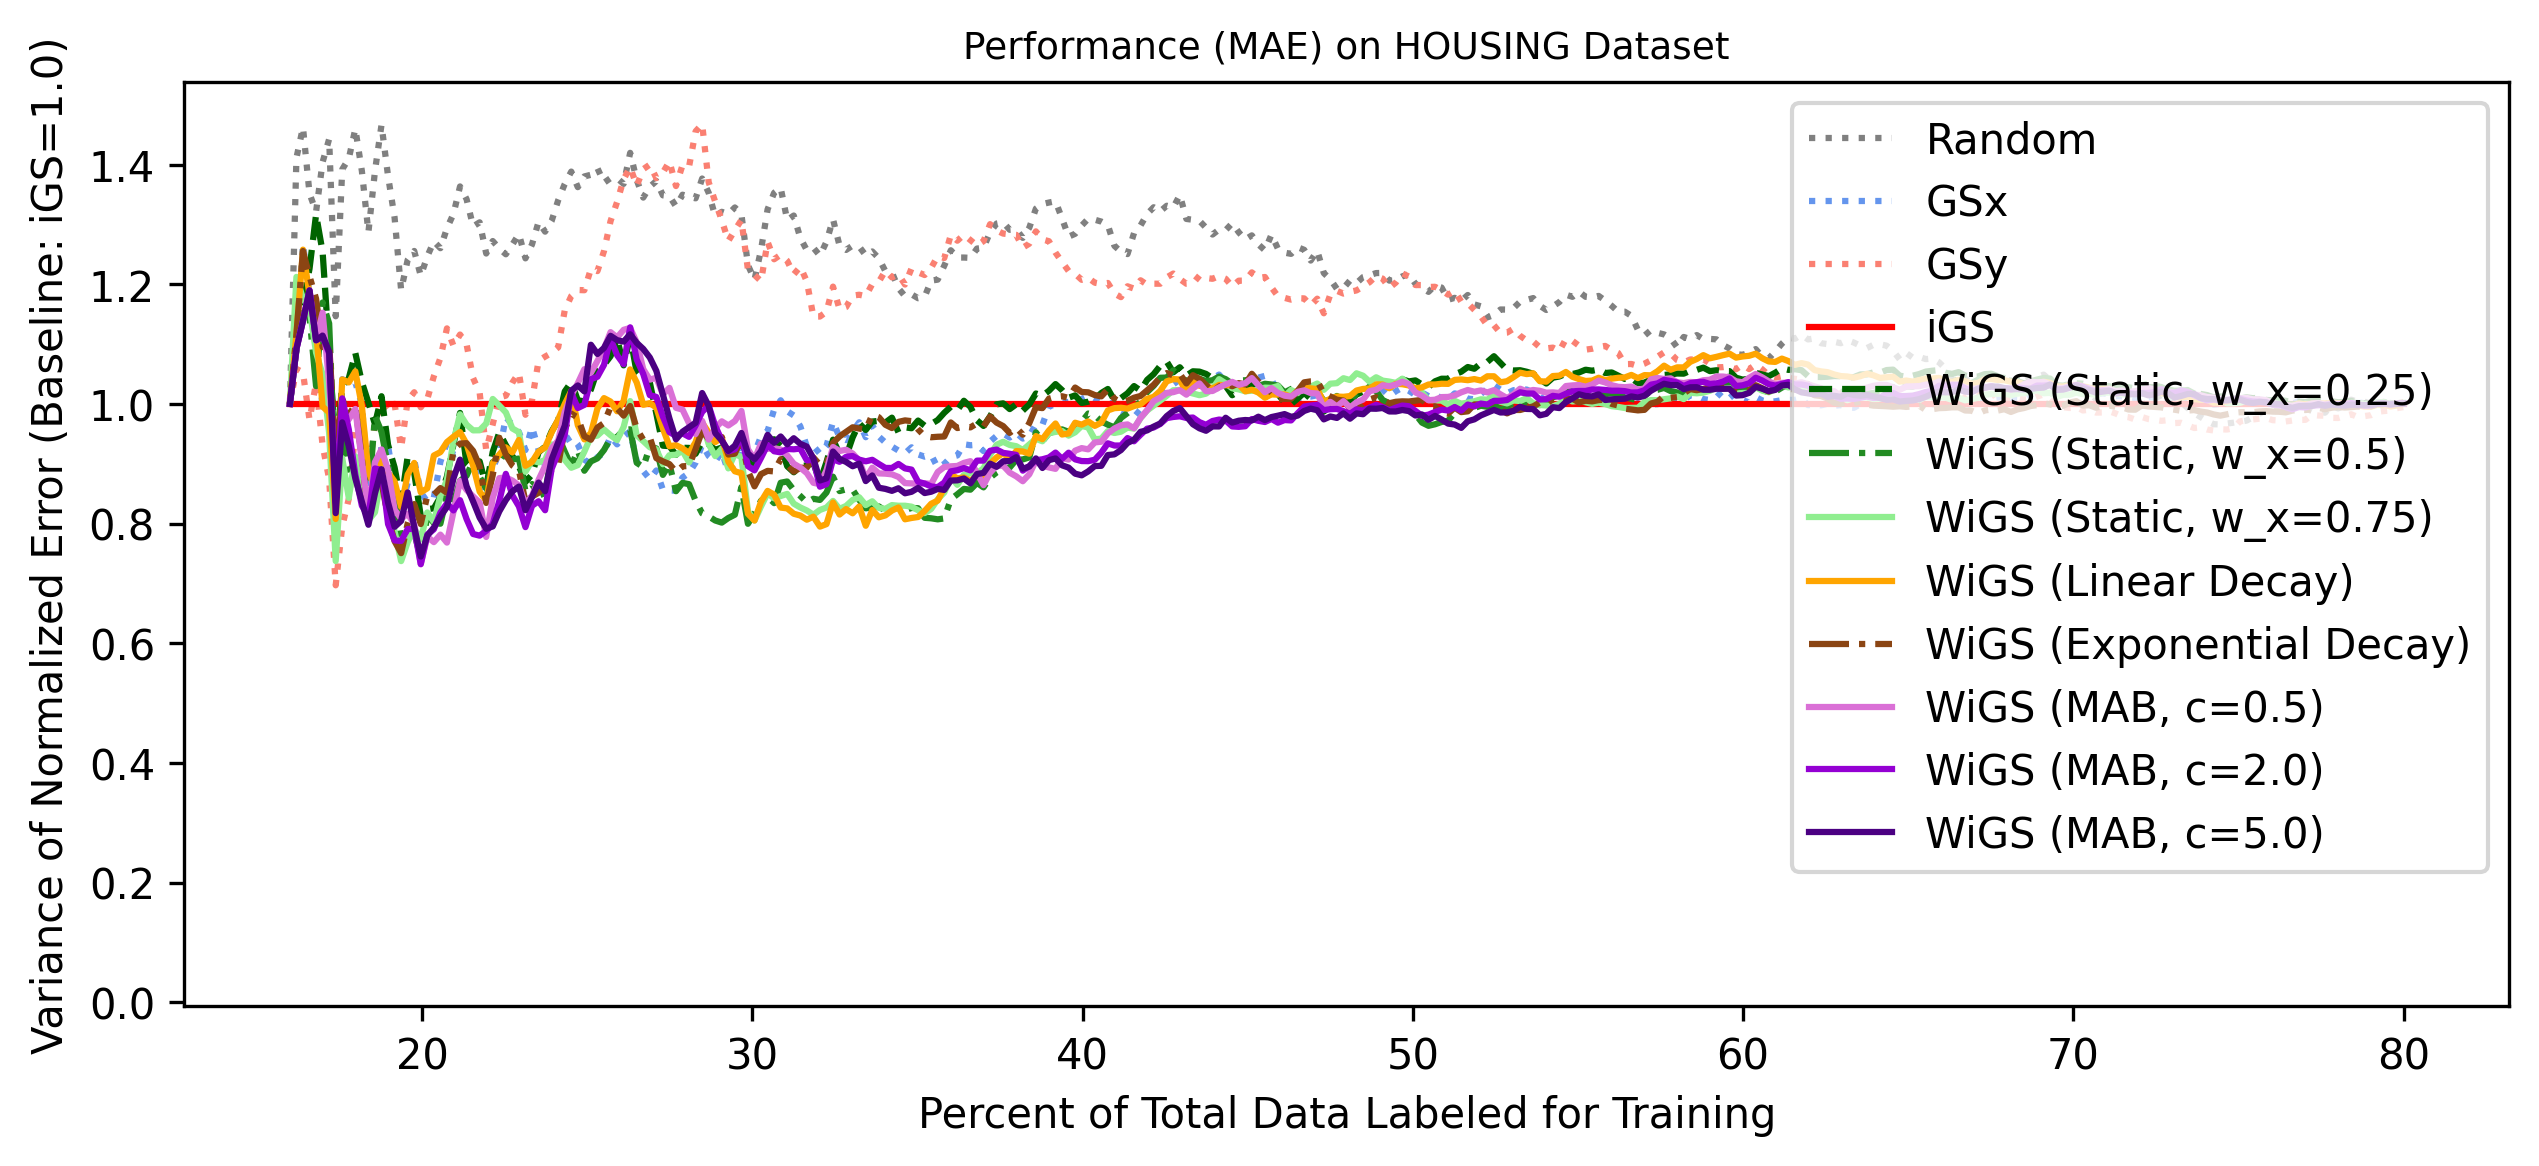 Performance (MAE) on HOUSING Dataset
Variance of Normalized Error (Baseline: iGS=1.0)
1.4
1.2
1.0
0.8
0.6
0.4
0.2
0.0
Random
GSx
GSy
iGS
WiGS (Static, w_x=0.25)
WiGS (Static, w_x=0.5)
WiGS (Static, w_x=0.75)
WiGS (Linear Decay)
WiGS (Exponential Decay)
WiGS (MAB, c=0.5)
WiGS (MAB, c=2.0)
WiGS (MAB, c=5.0)
20 30 40 50 60 70 80
Percent of Total Data Labeled for Training